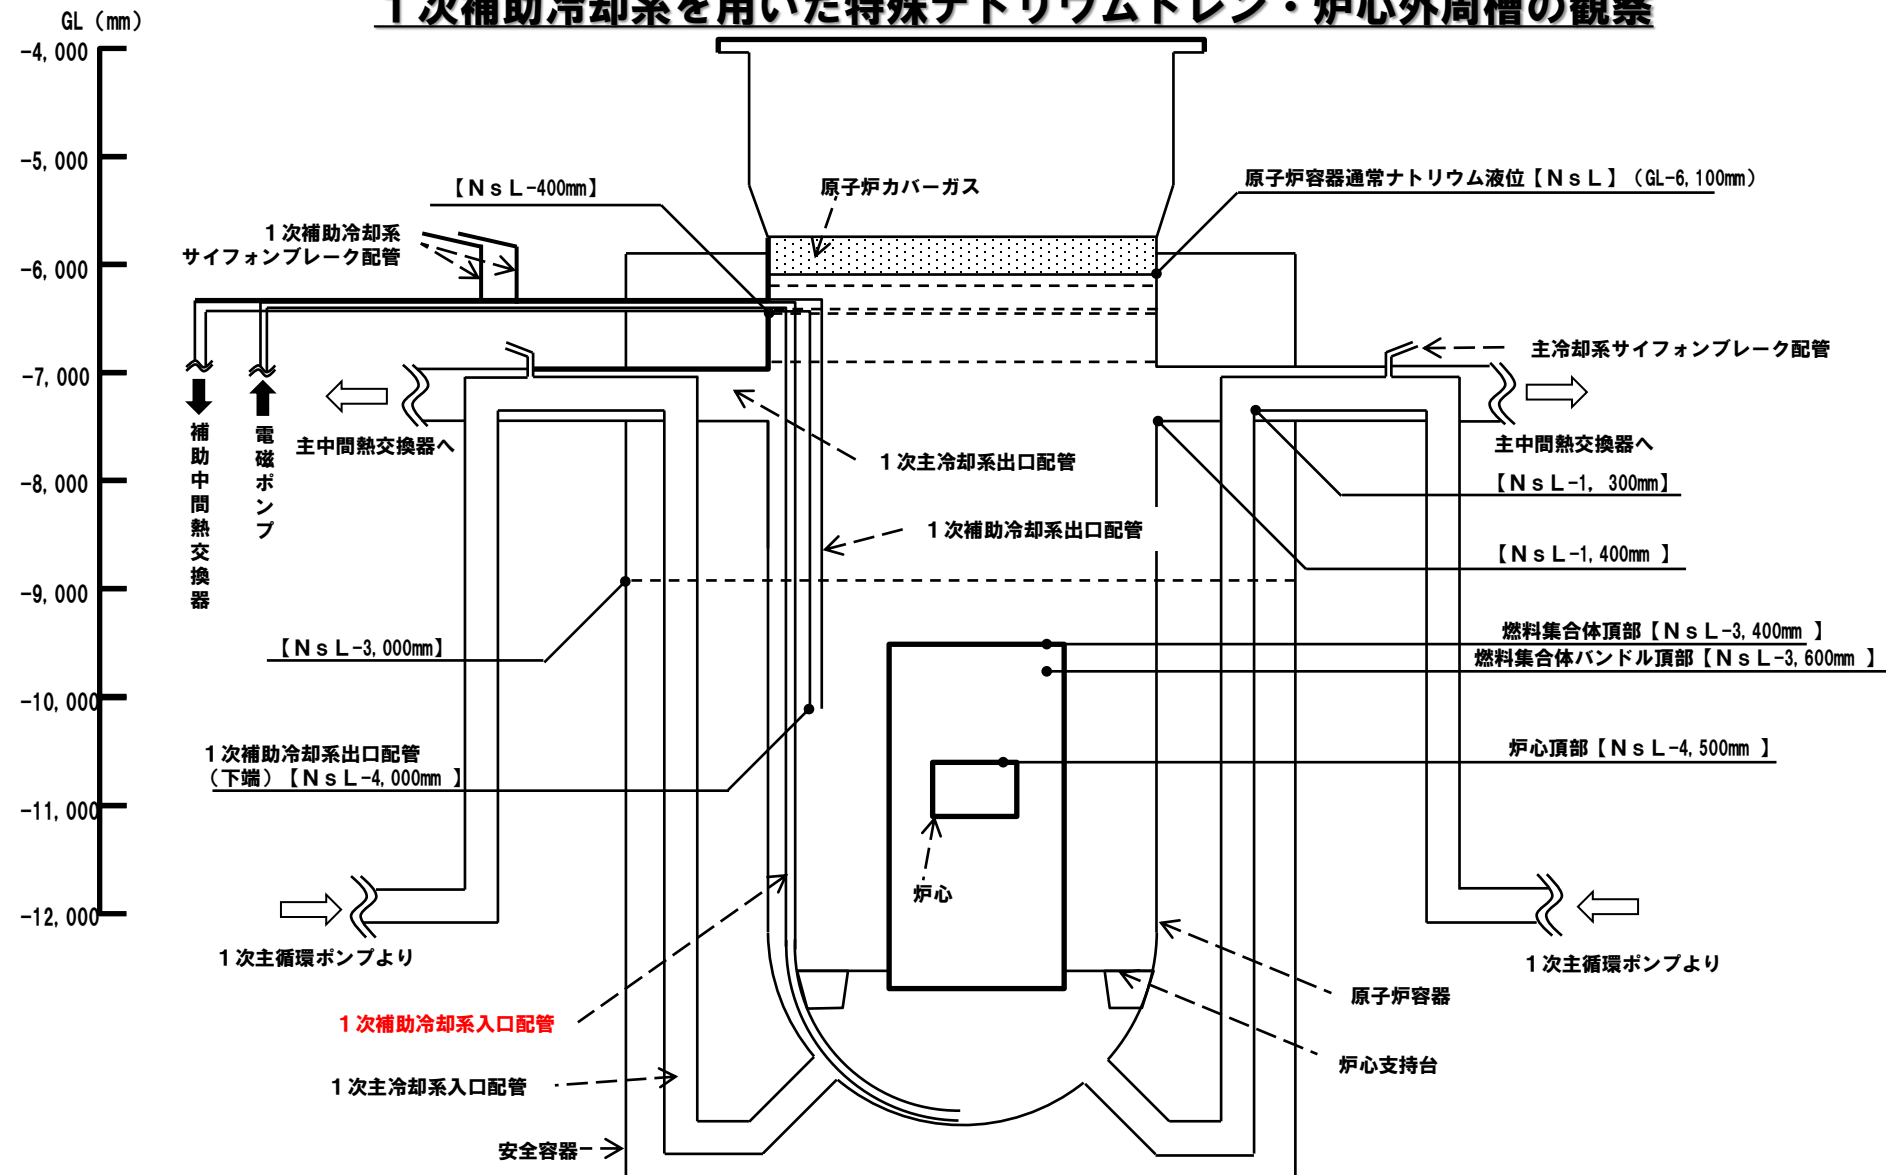 1次補助冷却系を用いた特殊ナトリウムドレン・炉心外周槽の観察
GL（mm）
-4,000
-5,000
-6,000
-7,000
-8,000
-9,000
-10,000
-11,000
-12,000
【ＮｓＬ-400mm】
原子炉カバーガス
原子炉容器通常ナトリウム液位【ＮｓＬ】（GL-6,100mm）
1次補助冷却系
サイフォンブレーク配管
主冷却系サイフォンブレーク配管
補助中間熱交換器
電磁ポンプ
主中間熱交換器へ
主中間熱交換器へ
1次主冷却系出口配管
【ＮｓＬ-1, 300mm】
1次補助冷却系出口配管
【ＮｓＬ-1,400mm 】
【ＮｓＬ-3,000mm】
燃料集合体頂部【ＮｓＬ-3,400mm 】
燃料集合体バンドル頂部【ＮｓＬ-3,600mm 】
1次補助冷却系出口配管
（下端）【ＮｓＬ-4,000mm 】
炉心頂部【ＮｓＬ-4,500mm 】
炉心
1次主循環ポンプより
1次主循環ポンプより
原子炉容器
1次補助冷却系入口配管
炉心支持台
1次主冷却系入口配管
安全容器